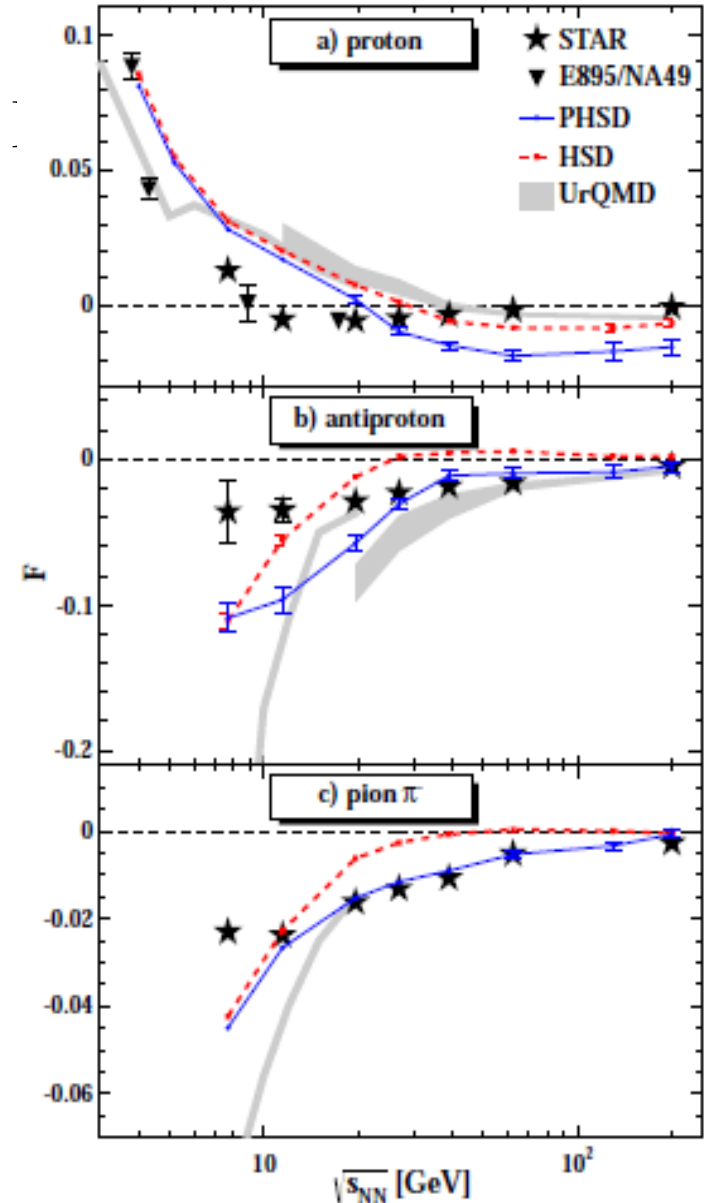 a) proton
STAR
E895/NA49
PHSD
HSD
UrQMD
0.1
0.05
0
b) antiproton
0
-0.1
-0.2
F
c) pion π⁻
0
-0.02
-0.04
-0.06
10
10²
√s_NN [GeV]